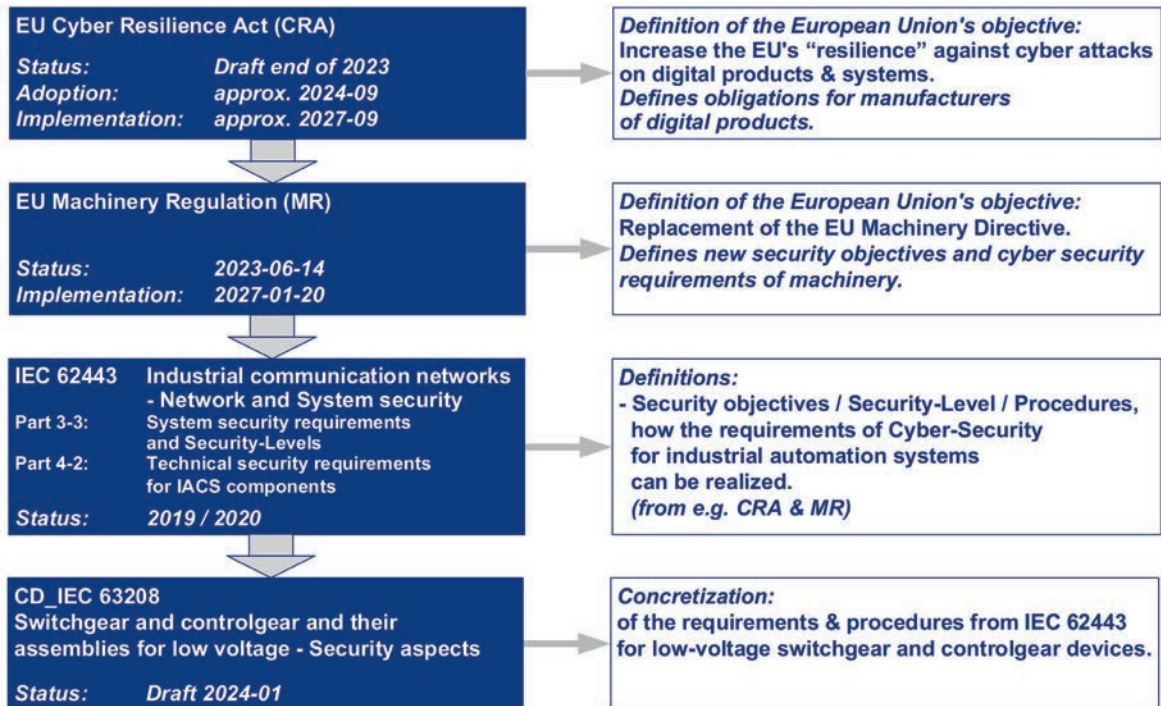 EU Cyber Resilience Act (CRA)
Status: Draft end of 2023
Adoption: approx. 2024-09
Implementation: approx. 2027-09
Definition of the European Union's objective:
Increase the EU's “resilience” against cyber attacks
on digital products & systems.
Defines obligations for manufacturers
of digital products.
EU Machinery Regulation (MR)
Status: 2023-06-14
Implementation: 2027-01-20
Definition of the European Union's objective:
Replacement of the EU Machinery Directive.
Defines new security objectives and cyber security
requirements of machinery.
IEC 62443 Industrial communication networks
- Network and System security
Part 3-3: System security requirements
and Security-Levels
Part 4-2: Technical security requirements
for IACS components
Status: 2019 / 2020
Definitions:
- Security objectives / Security-Level / Procedures,
how the requirements of Cyber-Security
for industrial automation systems
can be realized.
(from e.g. CRA & MR)
CD_IEC 63208
Switchgear and controlgear and their
assemblies for low voltage - Security aspects
Status: Draft 2024-01
Concretization:
of the requirements & procedures from IEC 62443
for low-voltage switchgear and controlgear devices.